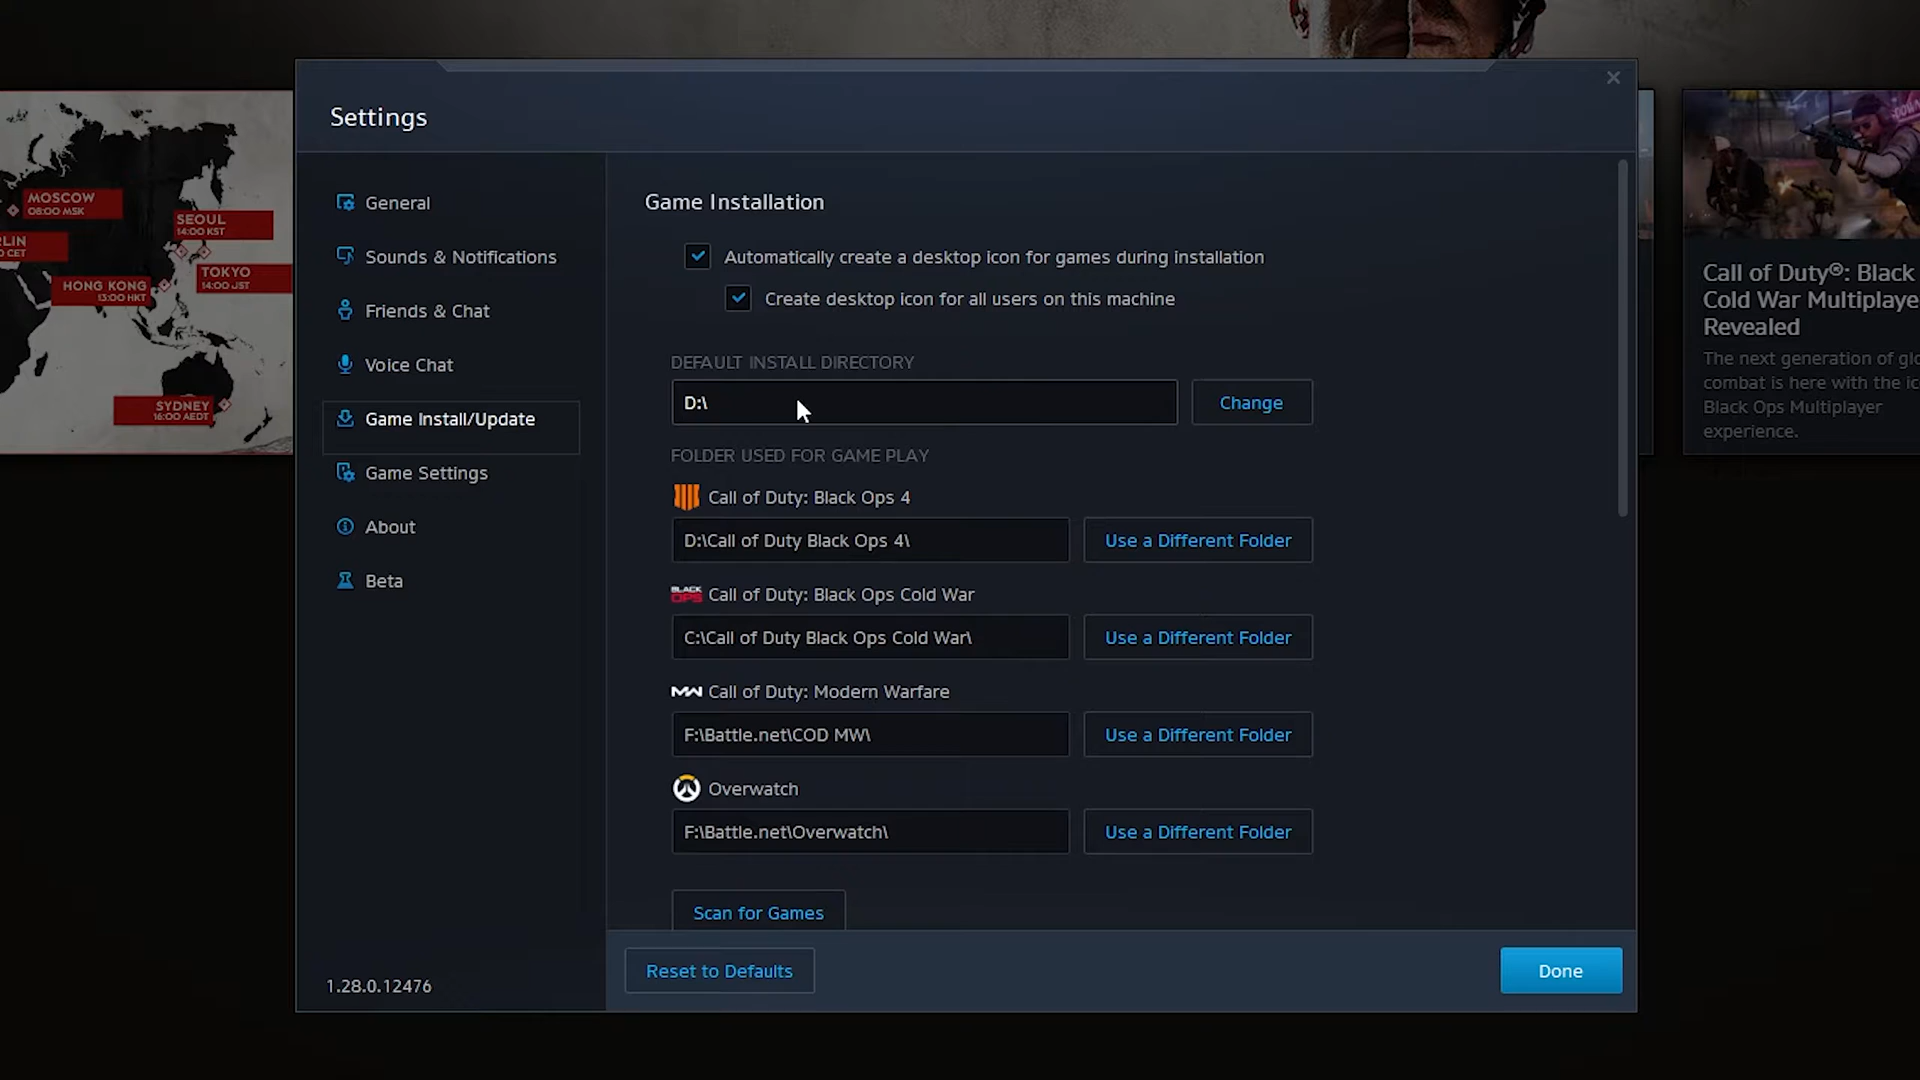 Settings
General
Sounds & Notifications
Friends & Chat
Voice Chat
Game Install/Update
Game Settings
About
Beta
1.28.0.12476
Game Installation
Automatically create a desktop icon for games during installation
Create desktop icon for all users on this machine
DEFAULT INSTALL DIRECTORY
D:\
Change
FOLDER USED FOR GAME PLAY
Call of Duty: Black Ops 4
D:\Call of Duty Black Ops 4\
Use a Different Folder
BLACK OPS
Call of Duty: Black Ops Cold War
C:\Call of Duty Black Ops Cold War\
Use a Different Folder
MW
Call of Duty: Modern Warfare
F:\Battle.net\COD MW\
Use a Different Folder
Overwatch
F:\Battle.net\Overwatch\
Use a Different Folder
Scan for Games
Reset to Defaults
Done
MOSCOW
08:00 MSK
RLIN
0 CET
SEOUL
14:00 KST
TOKYO
14:00 JST
HONG KONG
13:00 HKT
SYDNEY
16:00 AEDT
Call of Duty®: Black
Cold War Multiplaye
Revealed
The next generation of glo
combat is here with the ic
Black Ops Multiplayer
experience.